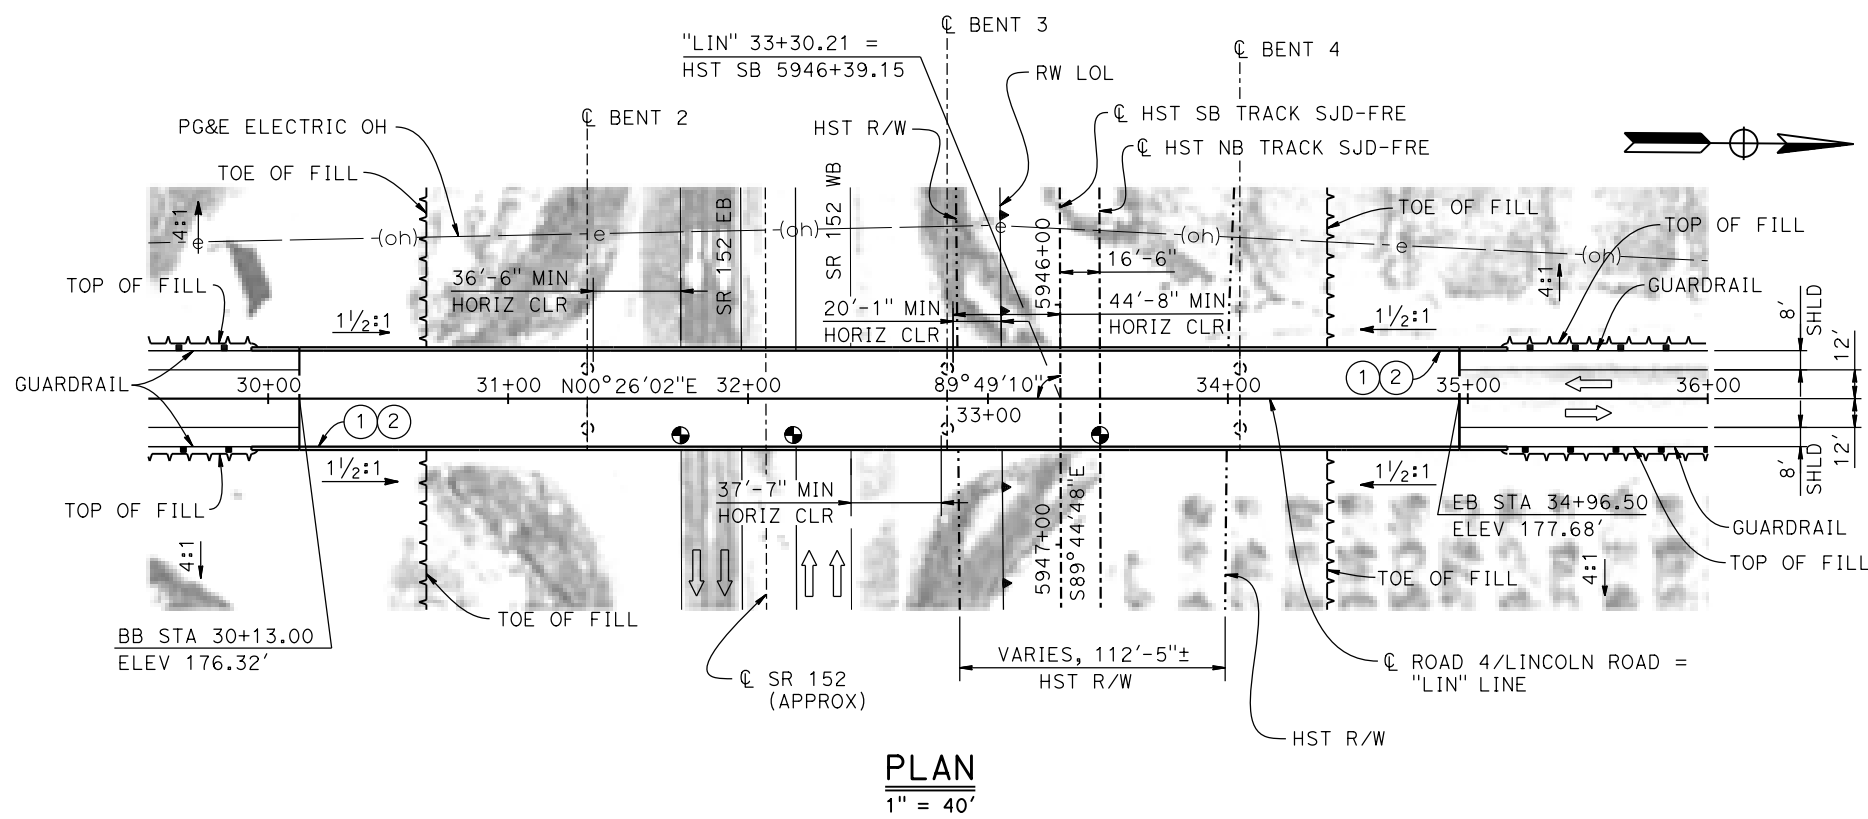 ℄ BENT 3
"LIN" 33+30.21 =
HST SB 5946+39.15
℄ BENT 4
RW LOL
℄ BENT 2
PG&E ELECTRIC OH
HST R/W
℄ HST SB TRACK SJD-FRE
℄ HST NB TRACK SJD-FRE
TOE OF FILL
SR 152 WB
SR 152 EB
4:1
e
(oh)
e
(oh)
e
(oh)
e
(oh)
TOE OF FILL
TOP OF FILL
5946+00
16'-6"
TOP OF FILL
36'-6" MIN
HORIZ CLR
20'-1" MIN
HORIZ CLR
44'-8" MIN
HORIZ CLR
4:1
GUARDRAIL
1½:1
1½:1
8'
SHLD
12'
GUARDRAIL
30+00
31+00
N00°26'02"E
32+00
89°49'10"
33+00
34+00
1 2
35+00
36+00
1 2
1½:1
1½:1
8'
SHLD
12'
TOP OF FILL
37'-7" MIN
HORIZ CLR
5947+00
S89°44'48"E
EB STA 34+96.50
ELEV 177.68'
GUARDRAIL
TOP OF FILL
4:1
4:1
TOE OF FILL
TOE OF FILL
BB STA 30+13.00
ELEV 176.32'
℄ SR 152
(APPROX)
VARIES, 112'-5"±
HST R/W
℄ ROAD 4/LINCOLN ROAD =
"LIN" LINE
HST R/W
PLAN
1" = 40'